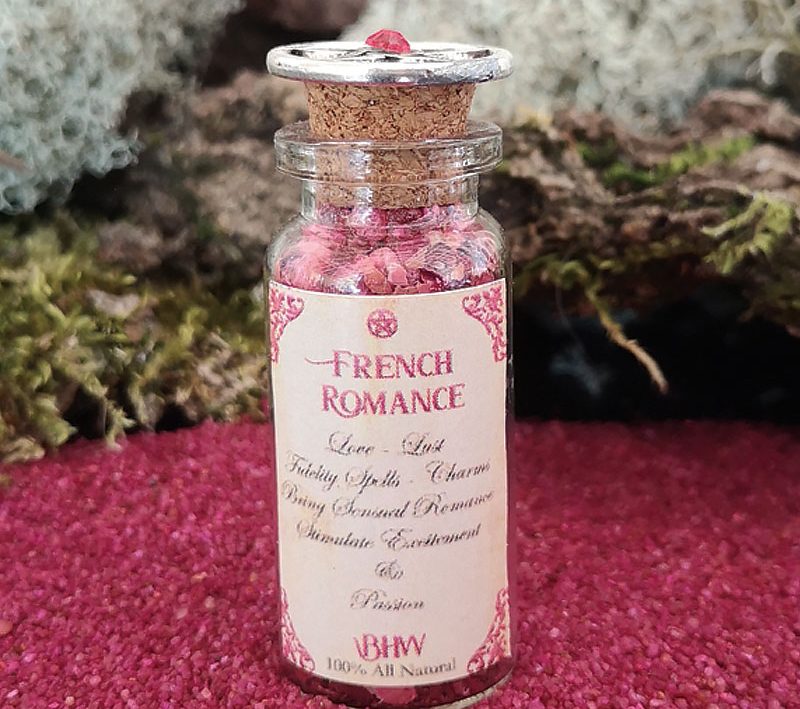 French
Romance
Love - Lust
Fidelity Spells - Charms
Bring Sensual Romance
Stimulate Excitement
&
Passion
BHW
100% All Natural